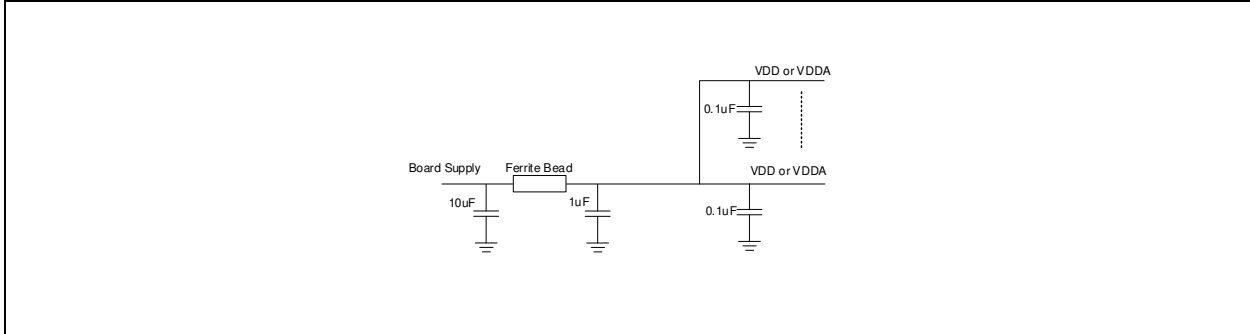 VDD or VDDA
0.1uF
Board Supply
Ferrite Bead
VDD or VDDA
10uF
1uF
0.1uF